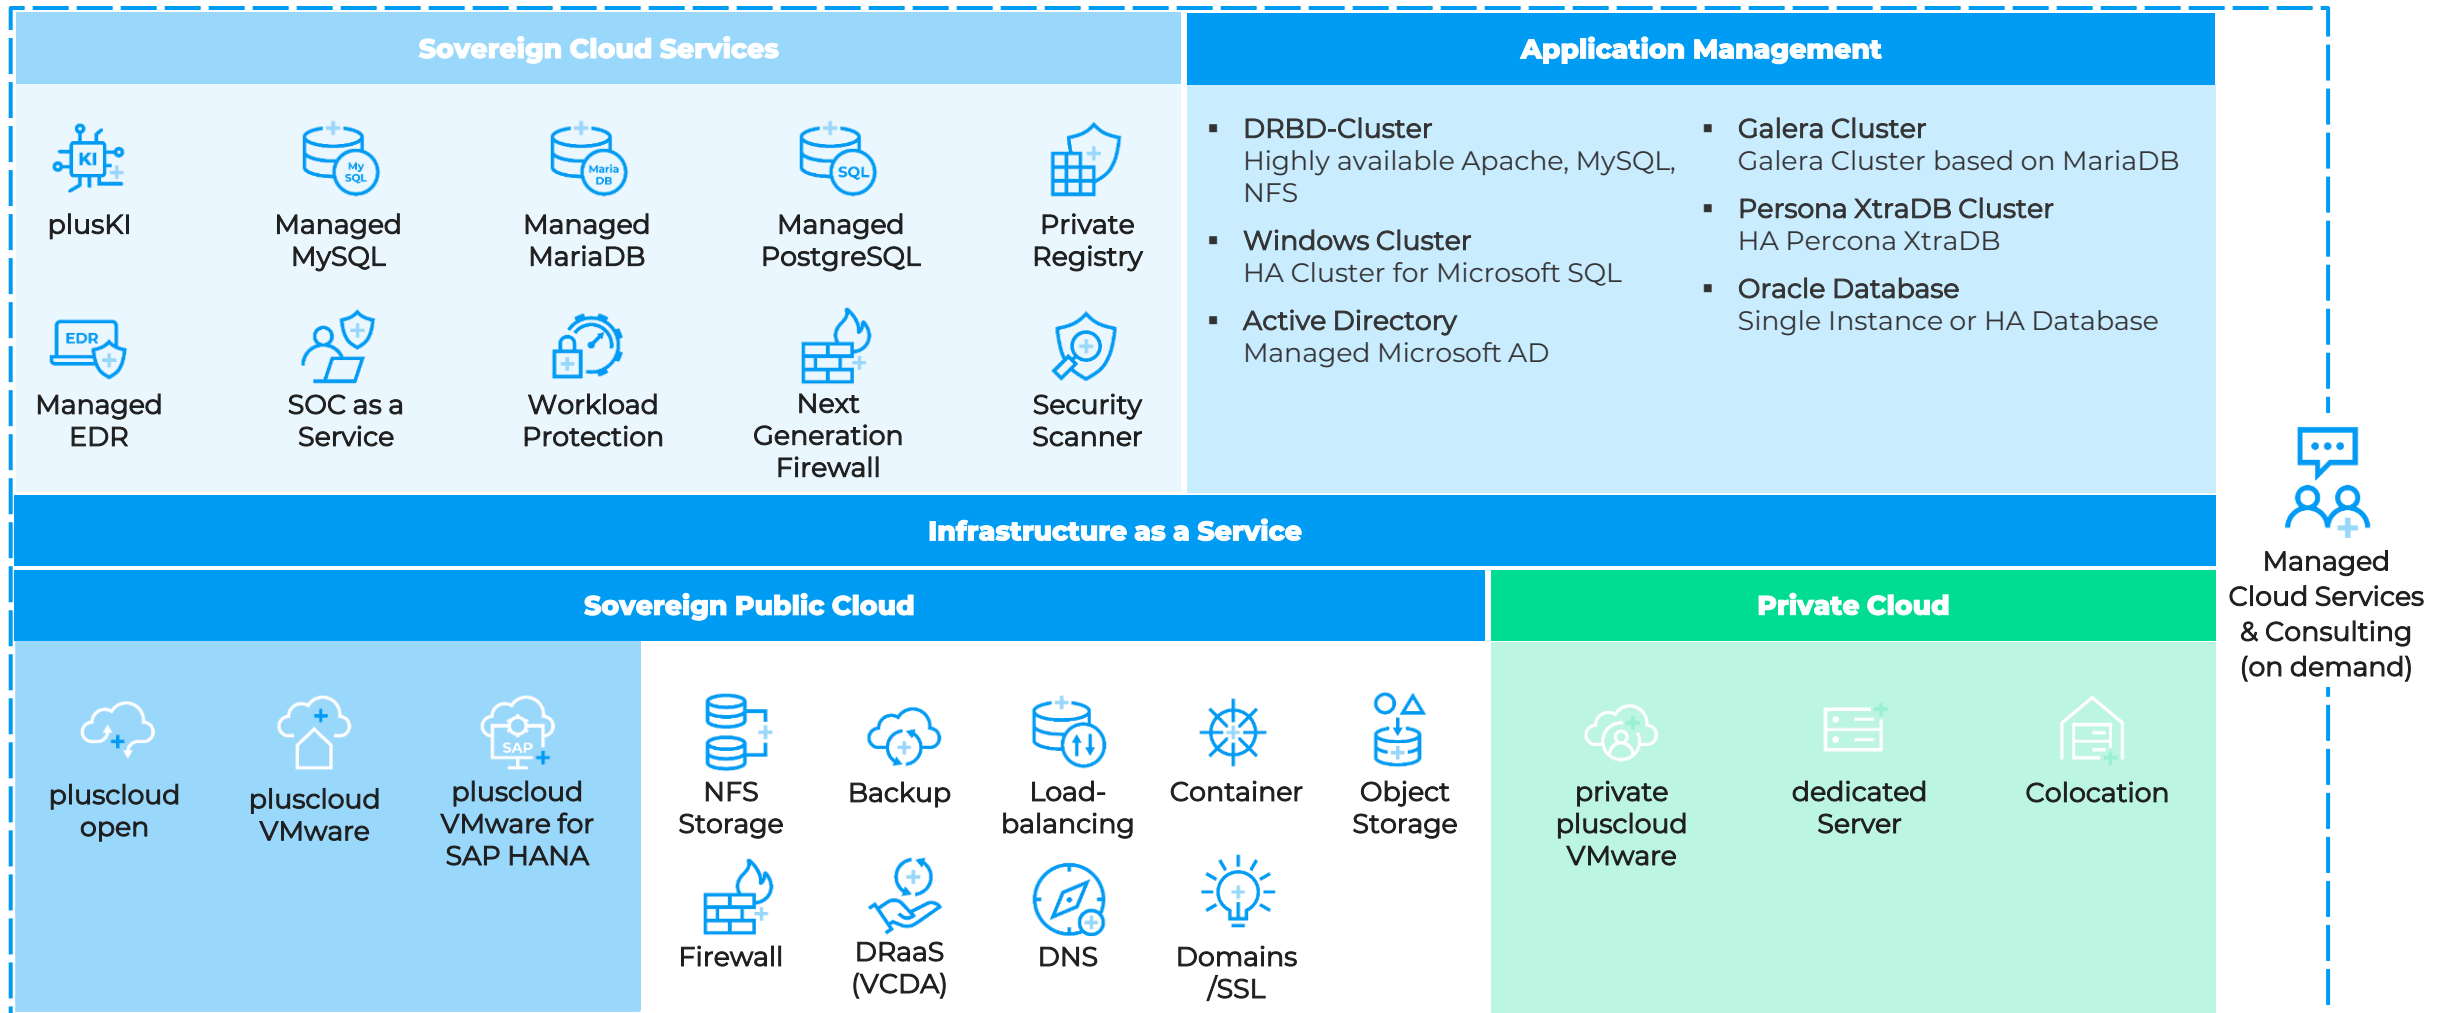 Sovereign Cloud Services
KI
plusKI
My
SQL
Managed
MySQL
Maria
DB
Managed
MariaDB
SQL
Managed
PostgreSQL
Private
Registry
EDR
Managed
EDR
SOC as a
Service
Workload
Protection
Next
Generation
Firewall
Security
Scanner
Application Management
▪ DRBD-Cluster
Highly available Apache, MySQL,
NFS
▪ Windows Cluster
HA Cluster for Microsoft SQL
▪ Active Directory
Managed Microsoft AD
▪ Galera Cluster
Galera Cluster based on MariaDB
▪ Persona XtraDB Cluster
HA Percona XtraDB
▪ Oracle Database
Single Instance or HA Database
Infrastructure as a Service
Sovereign Public Cloud
pluscloud
open
pluscloud
VMware
SAP
pluscloud
VMware for
SAP HANA
NFS
Storage
Backup
Load-
balancing
Container
Object
Storage
Firewall
DRaaS
(VCDA)
DNS
Domains
/SSL
Private Cloud
private
pluscloud
VMware
dedicated
Server
Colocation
Managed
Cloud Services
& Consulting
(on demand)